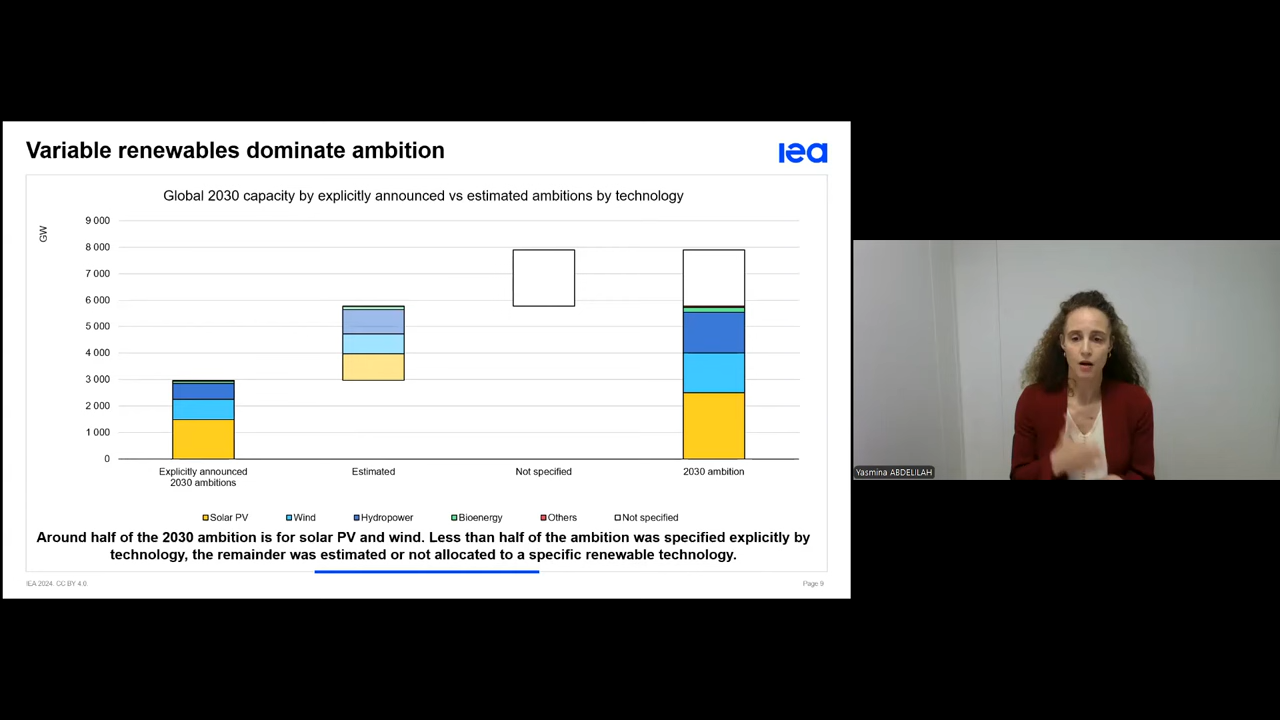 Variable renewables dominate ambition
iea
Global 2030 capacity by explicitly announced vs estimated ambitions by technology
GW
9 000
8 000
7 000
6 000
5 000
4 000
3 000
2 000
1 000
0
Explicitly announced
2030 ambitions
Estimated
Not specified
2030 ambition
Solar PV
Wind
Hydropower
Bioenergy
Others
Not specified
Around half of the 2030 ambition is for solar PV and wind. Less than half of the ambition was specified explicitly by
technology, the remainder was estimated or not allocated to a specific renewable technology.
IEA 2024. CC BY 4.0.
Page 9
Yasmina ABDELILAH